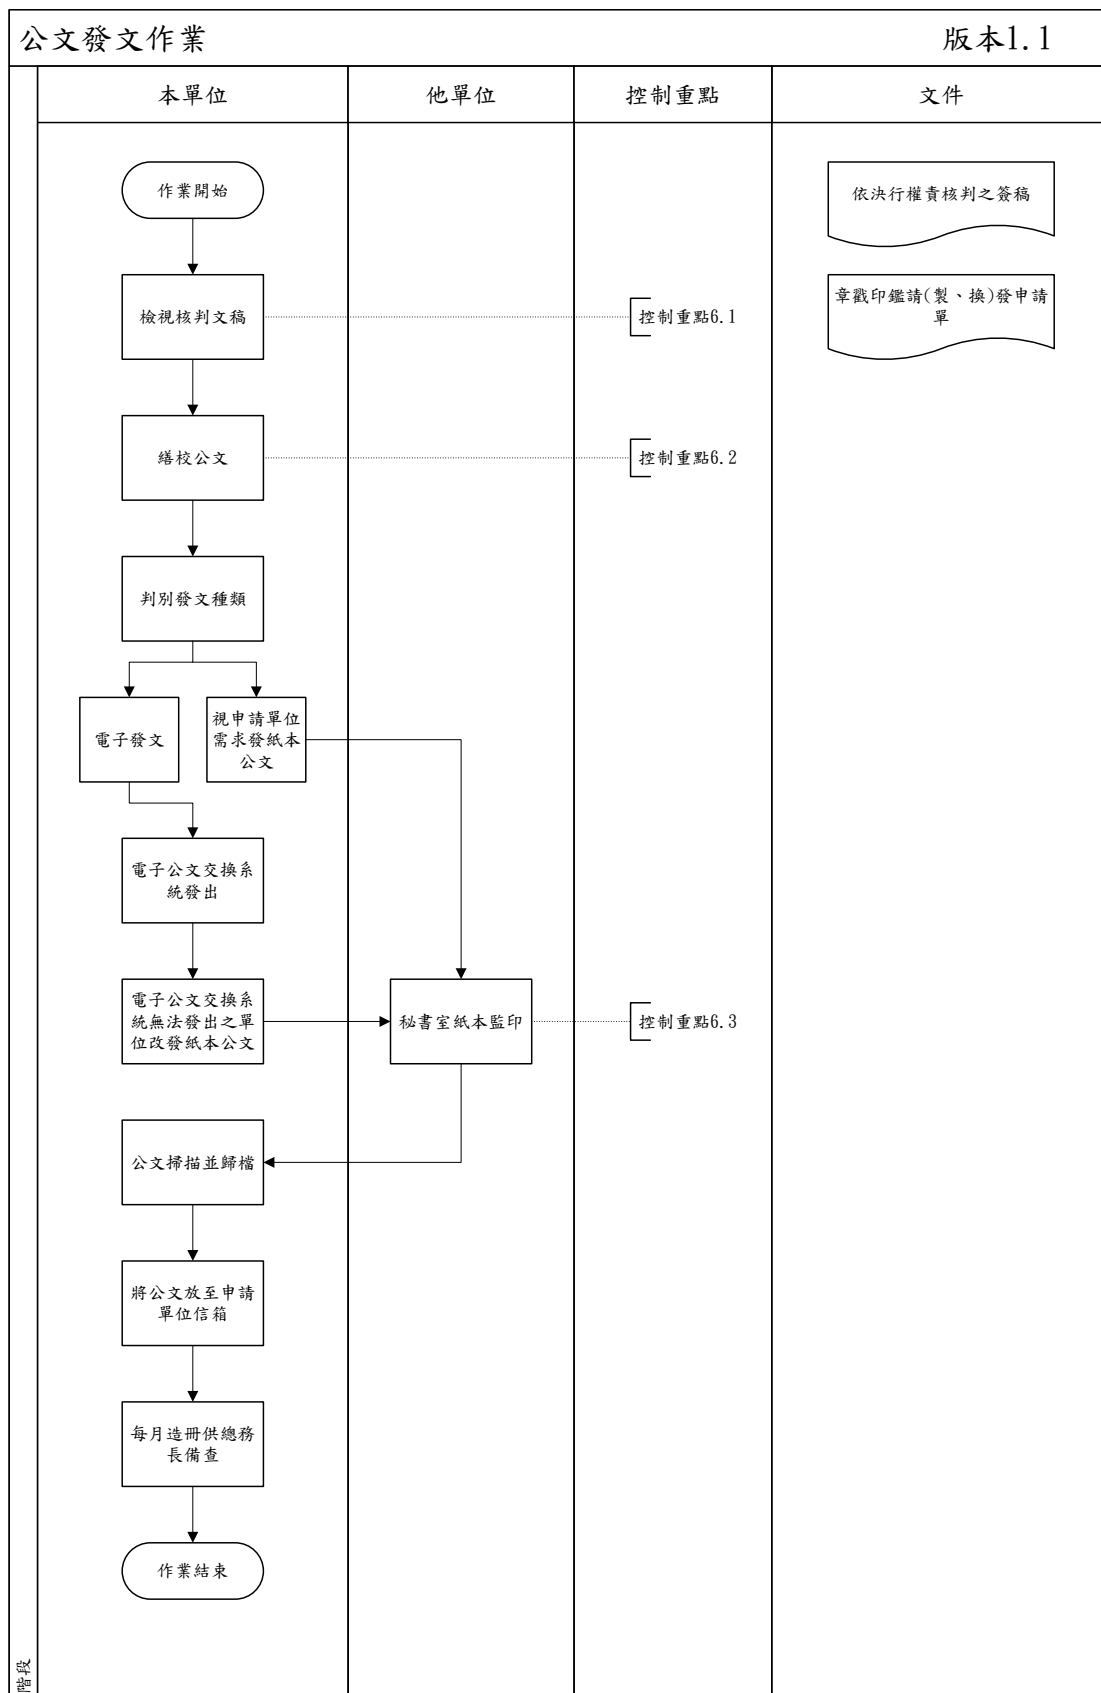 公文發文作業
版本1.1
本單位
他單位
控制重點
文件
作業開始
依決行權責核判之簽稿
檢視核判文稿
控制重點6.1
章戳印鑑請(製、換)發申請
單
繕校公文
控制重點6.2
判別發文種類
電子發文
視申請單位
需求發紙本
公文
電子公文交換系
統發出
電子公文交換系
統無法發出之單
位改發紙本公文
秘書室紙本監印
控制重點6.3
公文掃描並歸檔
將公文放至申請
單位信箱
每月造冊供總務
長備查
作業結束
階段